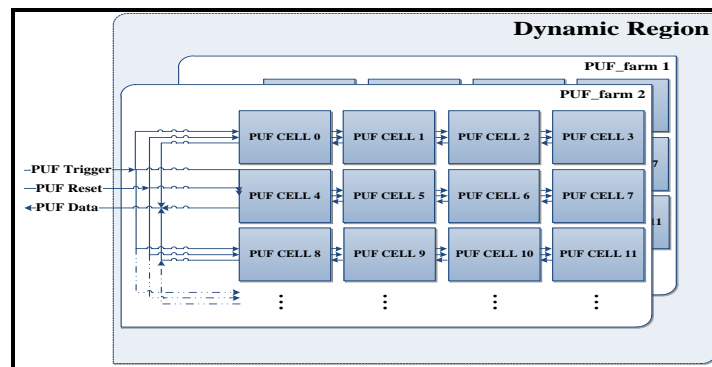 Dynamic Region
PUF_farm 1
PUF_farm 2
PUF CELL 0 PUF CELL 1 PUF CELL 2 PUF CELL 3
PUF Trigger
7
PUF Reset
PUF CELL 4 PUF CELL 5 PUF CELL 6 PUF CELL 7
PUF Data
11
PUF CELL 8 PUF CELL 9 PUF CELL 10 PUF CELL 11